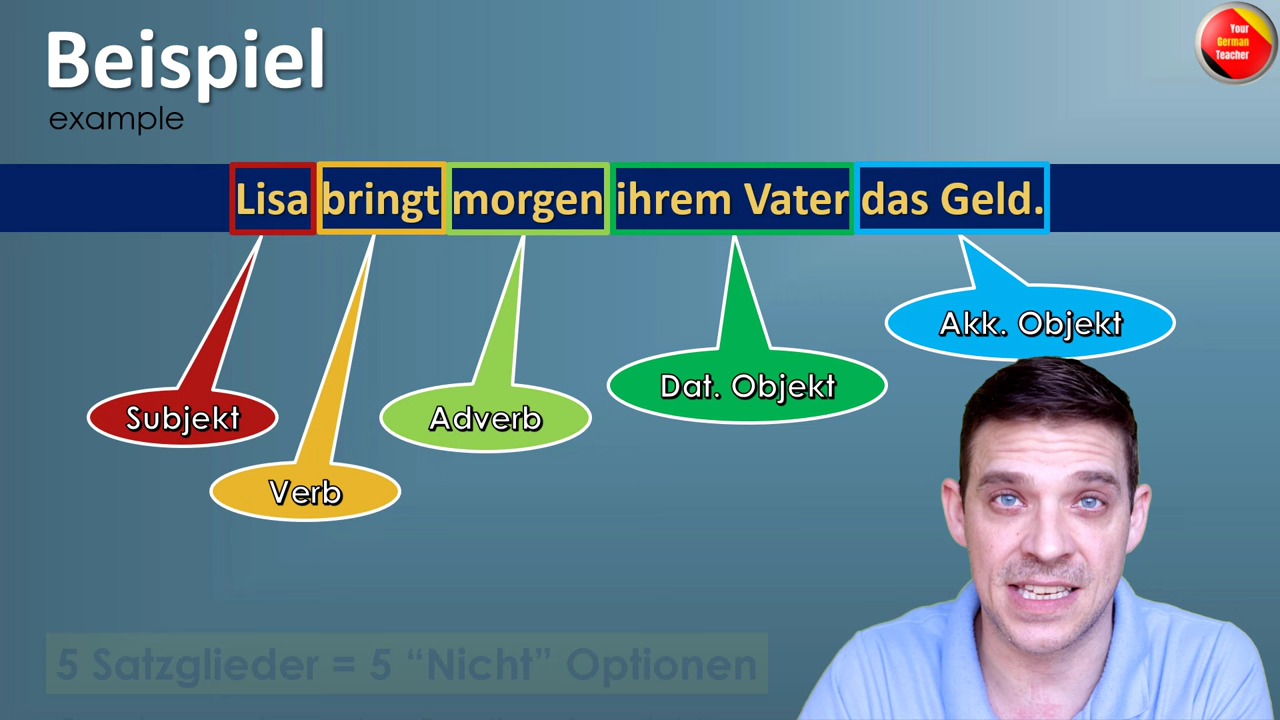 Beispiel
example
Your
German
Teacher
Lisa bringt morgen ihrem Vater das Geld.
Akk. Objekt
Dat. Objekt
Subjekt
Adverb
Verb
5 Satzglieder = 5 “Nicht” Optionen